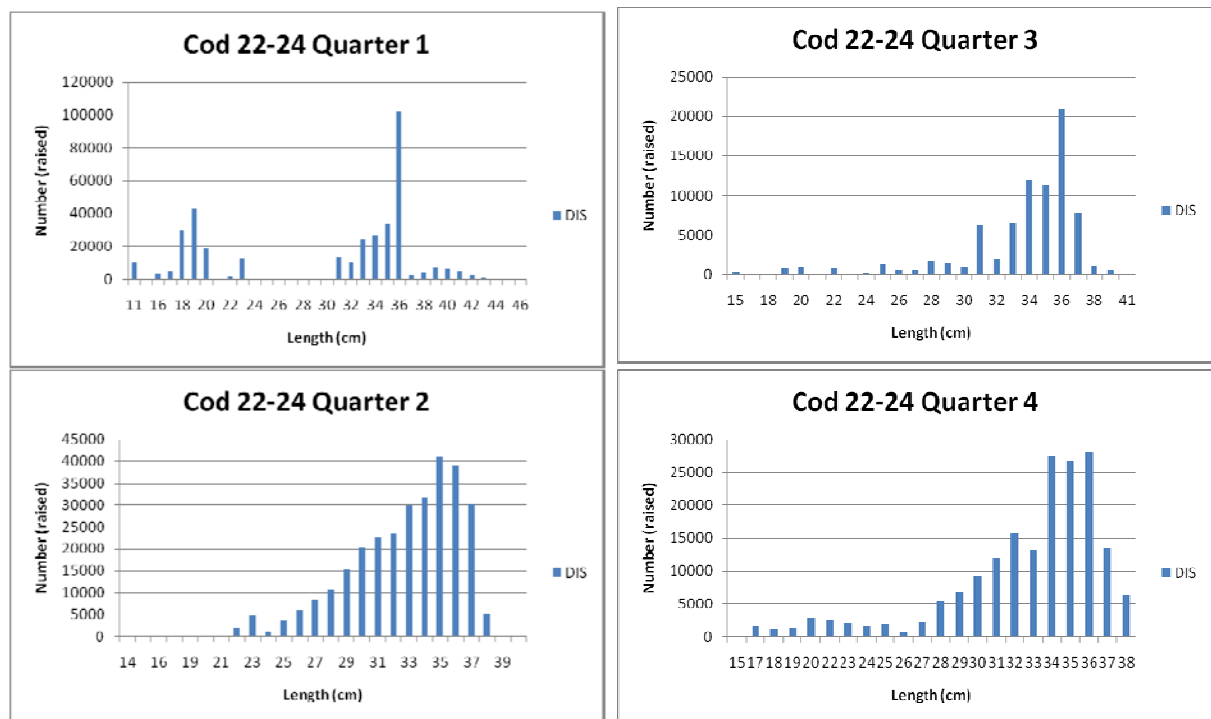 Cod 22-24 Quarter 1
120000
100000
80000
60000
40000
20000
0
Number (raised)
11 16 18 20 22 24 26 28 30 32 34 36 38 40 42 44 46
Length (cm)
DIS
Cod 22-24 Quarter 3
25000
20000
15000
10000
5000
0
Number (raised)
15 18 20 22 24 26 28 30 32 34 36 38 41
Length (cm)
DIS
Cod 22-24 Quarter 2
45000
40000
35000
30000
25000
20000
15000
10000
5000
0
Number (raised)
14 16 19 21 23 25 27 29 31 33 35 37 39
Length (cm)
DIS
Cod 22-24 Quarter 4
30000
25000
20000
15000
10000
5000
0
Number (raised)
15 17 18 19 20 22 23 24 25 26 27 28 29 30 31 32 33 34 35 36 37 38
Length (cm)
DIS